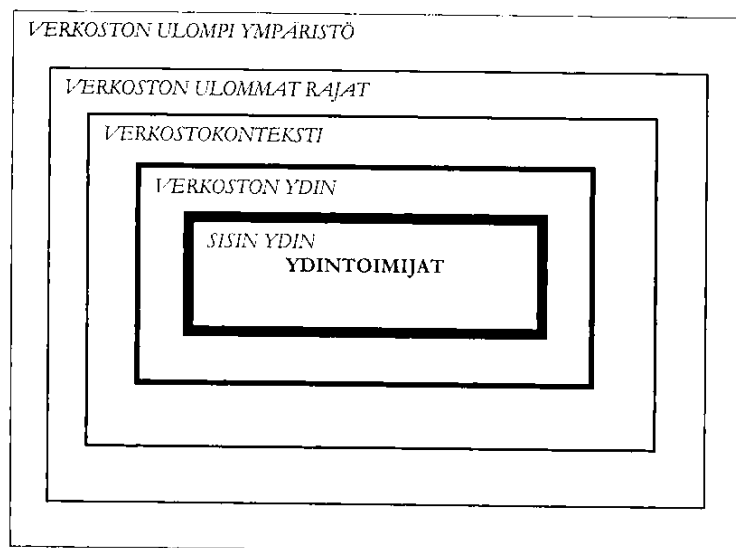 VERKOSTON ULOMPI YMPÄRISTÖ
VERKOSTON ULOMMAT RAJAT
VERKOSTOKONTEKSTI
VERKOSTON YDIN
SISIN YDIN
YDINTOIMIJAT